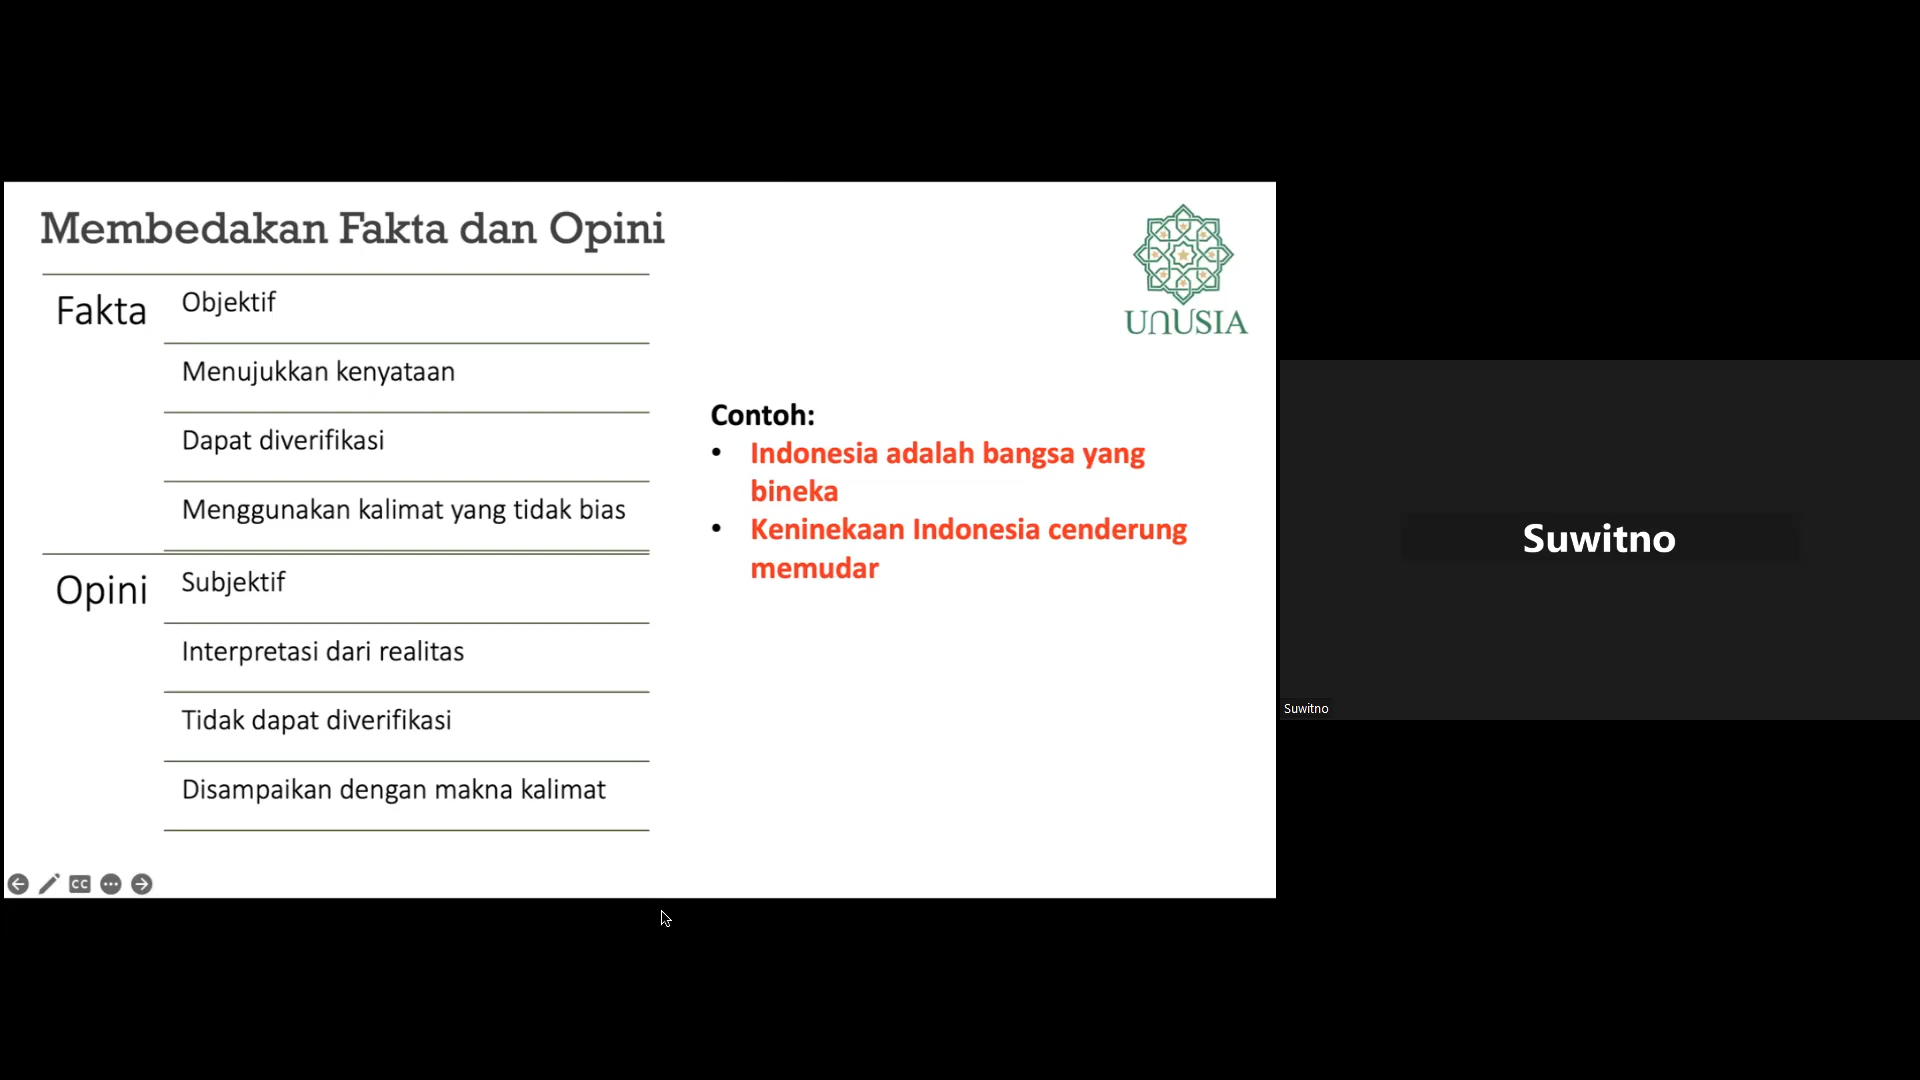 Membedakan Fakta dan Opini
Fakta
Objektif
Menujukkan kenyataan
Dapat diverifikasi
Menggunakan kalimat yang tidak bias
Opini
Subjektif
Interpretasi dari realitas
Tidak dapat diverifikasi
Disampaikan dengan makna kalimat
UNUSIA
Contoh:
• Indonesia adalah bangsa yang
bineka
• Keninekaan Indonesia cenderung
memudar
CC
Suwitno
Suwitno